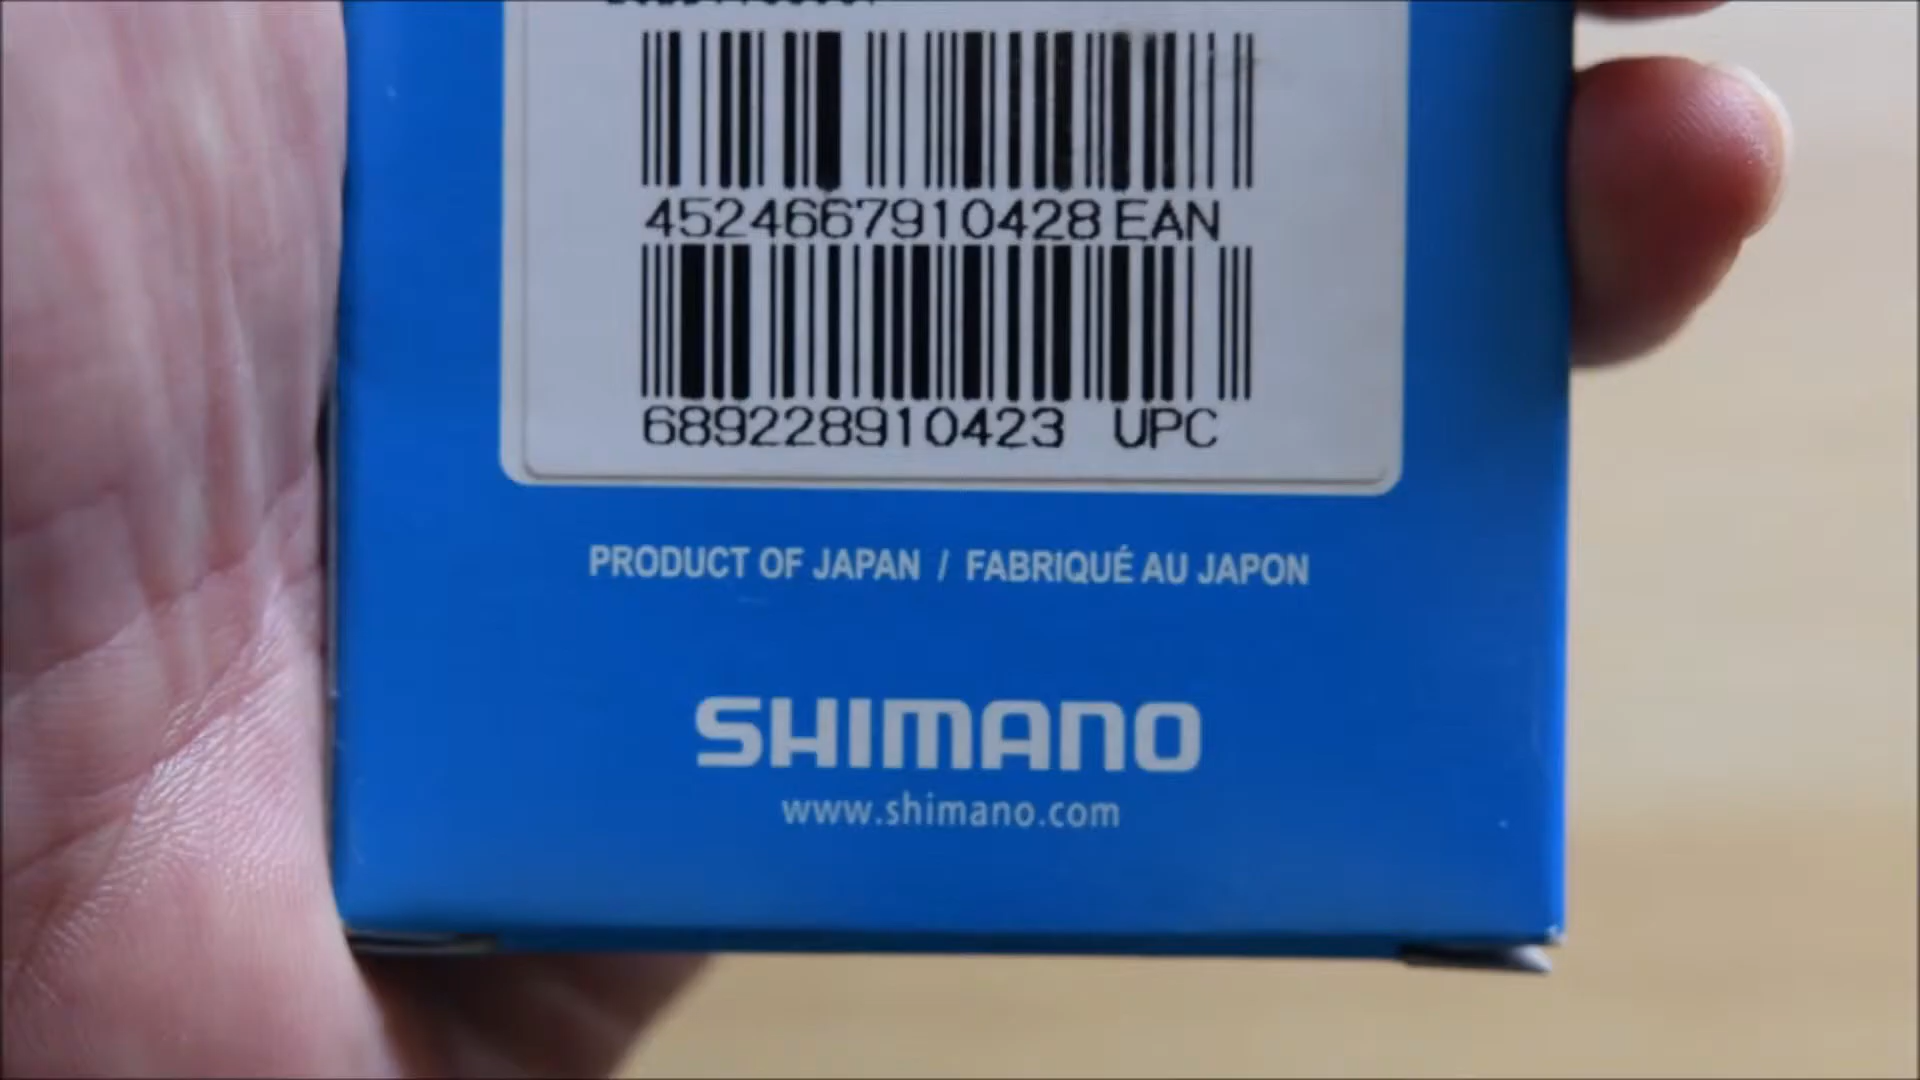 4524667910428 EAN
689228910423 UPC
PRODUCT OF JAPAN / FABRIQUÉ AU JAPON
SHIMANO
www.shimano.com